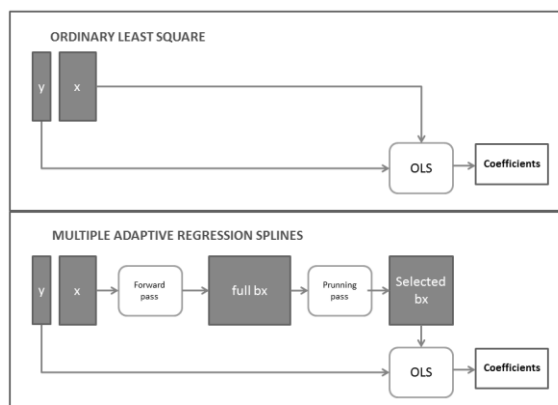 ORDINARY LEAST SQUARE
y
x
OLS
Coefficients
MULTIPLE ADAPTIVE REGRESSION SPLINES
y
x
Forward
pass
full bx
Prunning
pass
Selected
bx
OLS
Coefficients